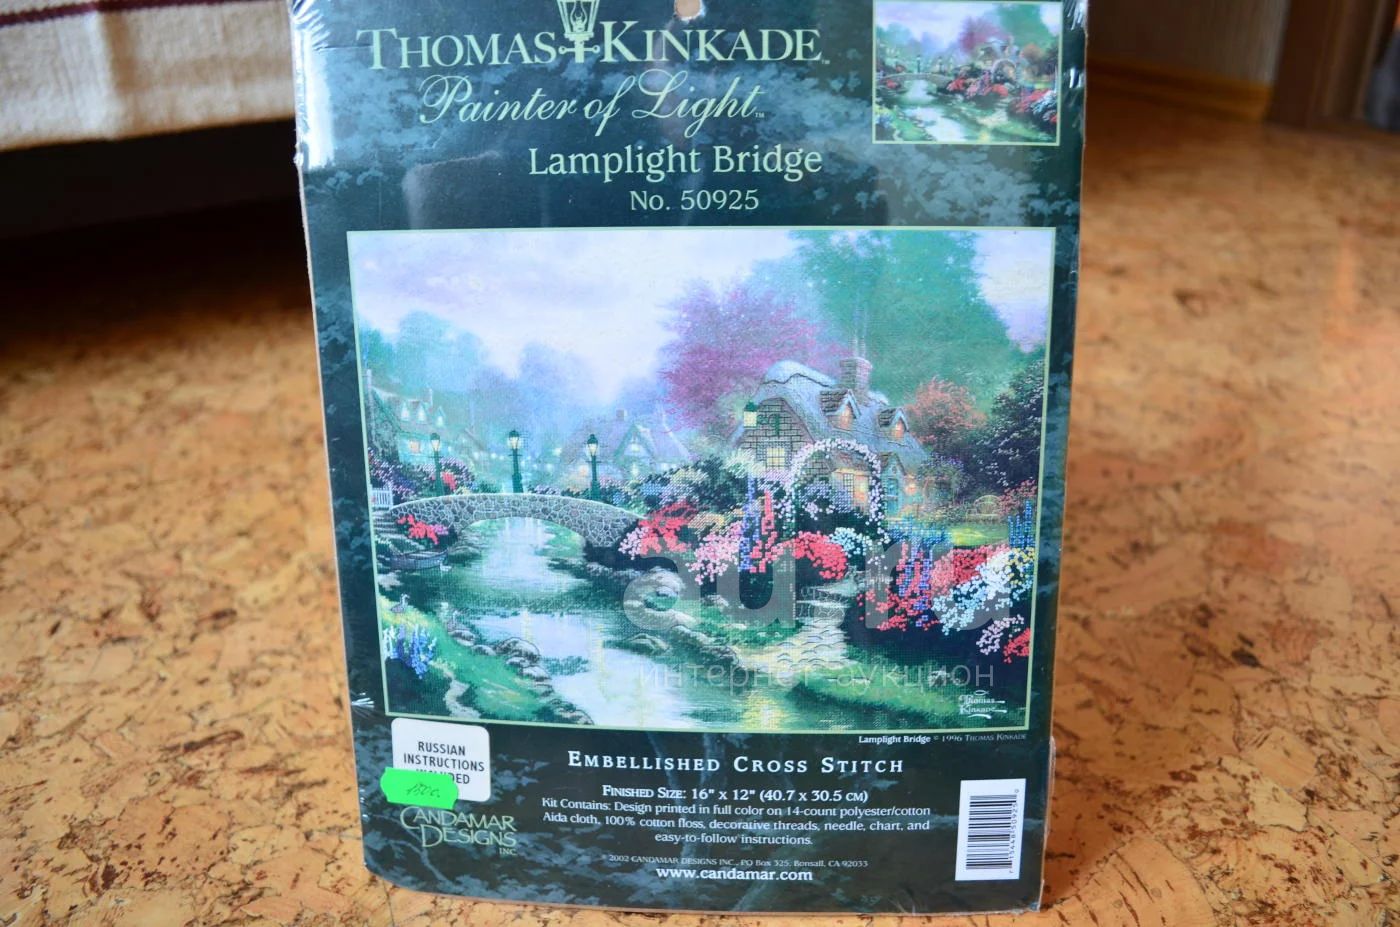 THOMAS KINKADE™
Painter of Light™
Lamplight Bridge
No. 50925
au.ru
интернет-аукцион
Thomas
Kinkade
Lamplight Bridge © 1996 THOMAS KINKADE
RUSSIAN
INSTRUCTIONS
INCLUDED
CANDAMAR
DESIGNS
INC.
EMBELLISHED CROSS STITCH
FINISHED SIZE: 16" x 12" (40.7 x 30.5 CM)
Kit Contains: Design printed in full color on 14-count polyester/cotton
Aida cloth, 100% cotton floss, decorative threads, needle, chart, and
easy-to-follow instructions.
© 2002 CANDAMAR DESIGNS INC., PO Box 325, Bonsall, CA 92033
www.candamar.com